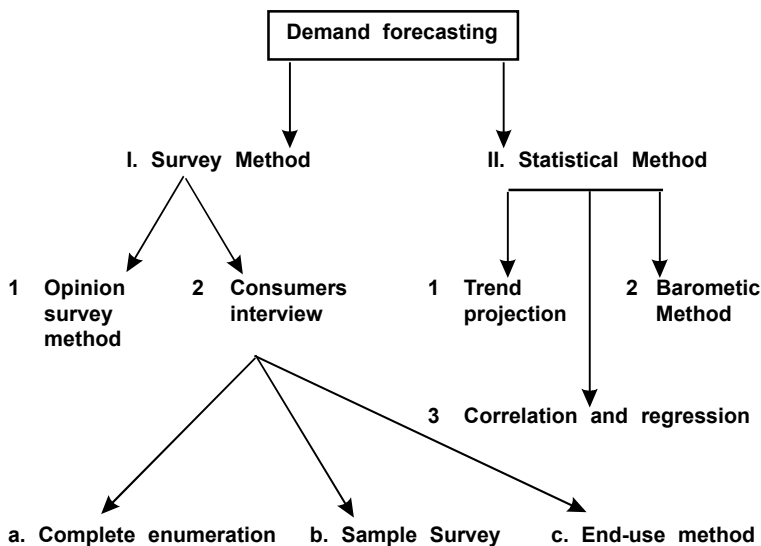 Demand forecasting
I. Survey Method
II. Statistical Method
1 Opinion
survey
method
2 Consumers
interview
1 Trend
projection
2 Barometic
Method
3 Correlation and regression
a. Complete enumeration
b. Sample Survey
c. End-use method